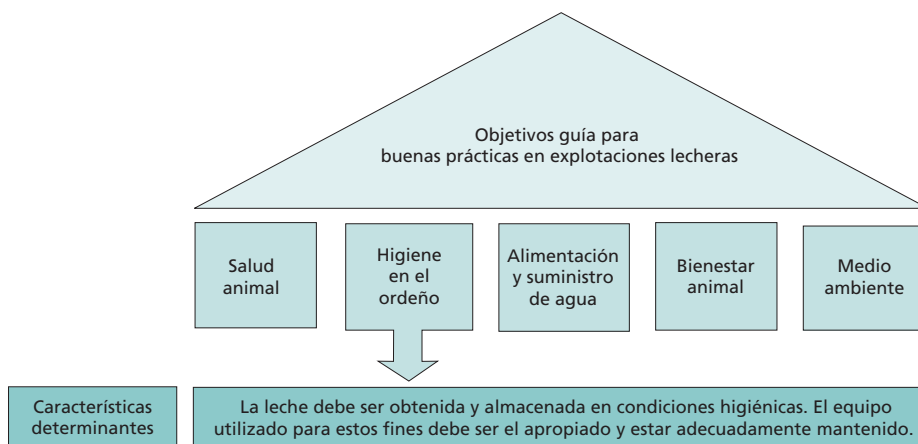 Objetivos guía para
buenas prácticas en explotaciones lecheras
Salud
animal
Higiene
en el
ordeño
Alimentación
y suministro
de agua
Bienestar
animal
Medio
ambiente
Características
determinantes
La leche debe ser obtenida y almacenada en condiciones higiénicas. El equipo
utilizado para estos fines debe ser el apropiado y estar adecuadamente mantenido.